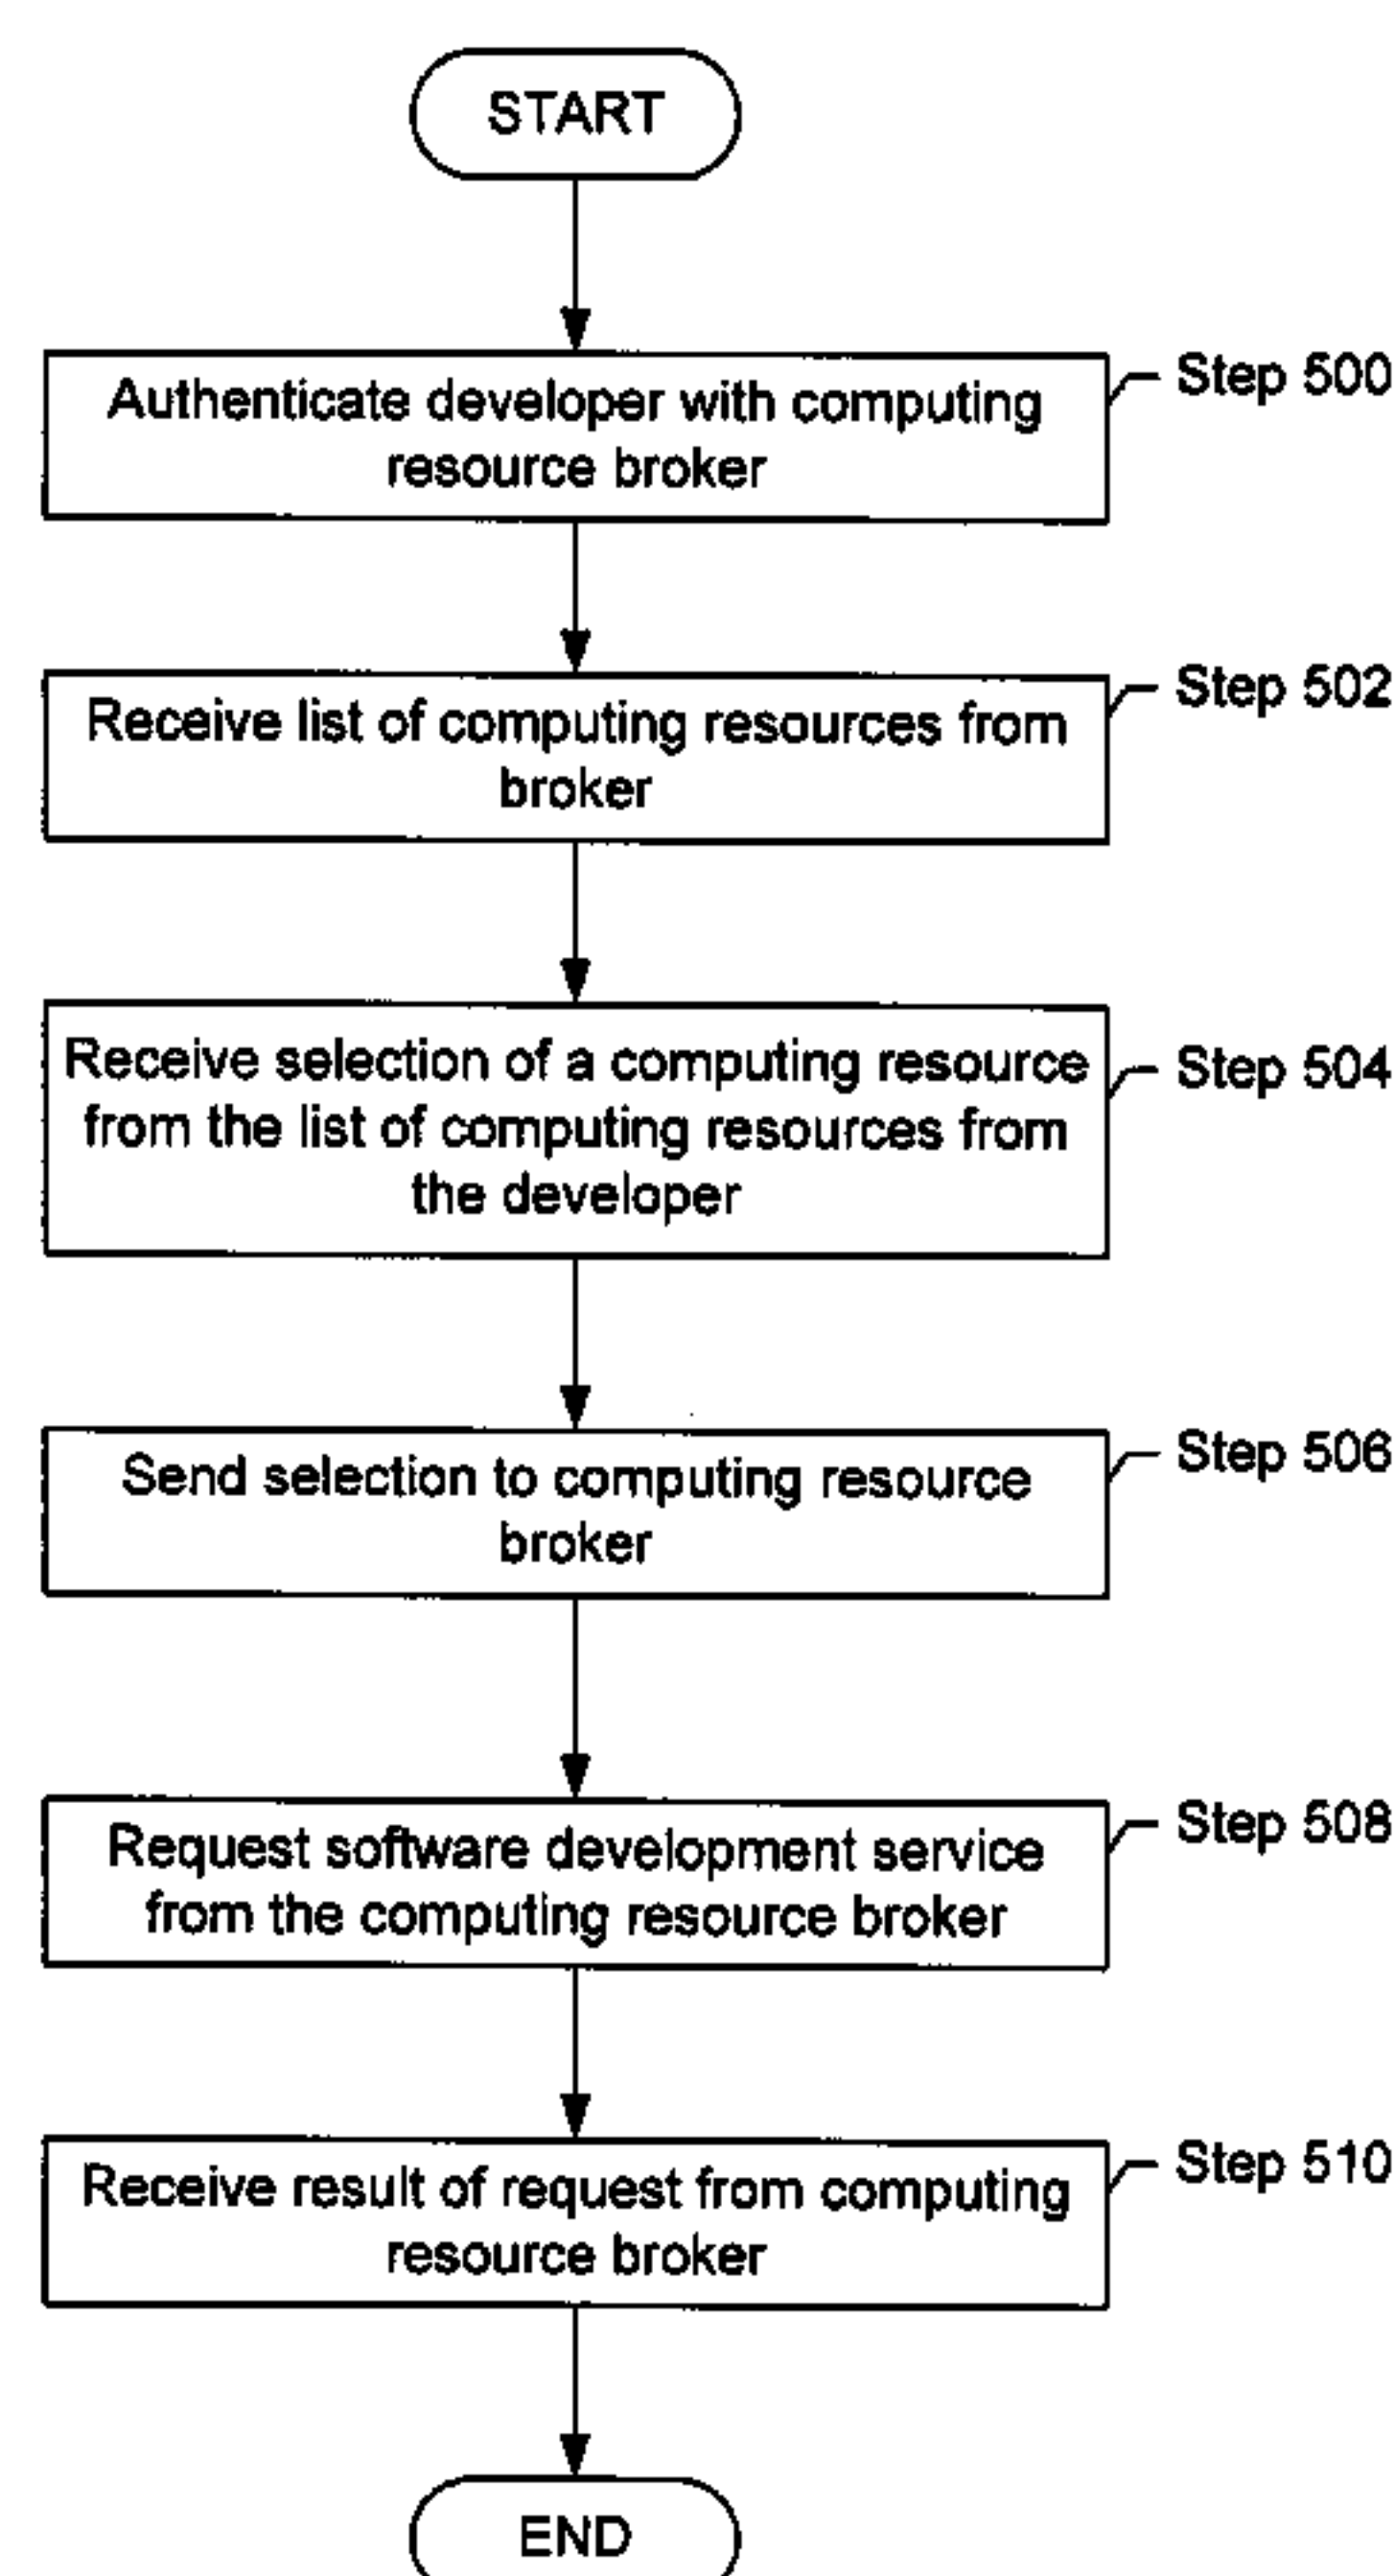 START
Authenticate developer with computing
resource broker
Step 500
Receive list of computing resources from
broker
Step 502
Receive selection of a computing resource
from the list of computing resources from
the developer
Step 504
Send selection to computing resource
broker
Step 506
Request software development service
from the computing resource broker
Step 508
Receive result of request from computing
resource broker
Step 510
END